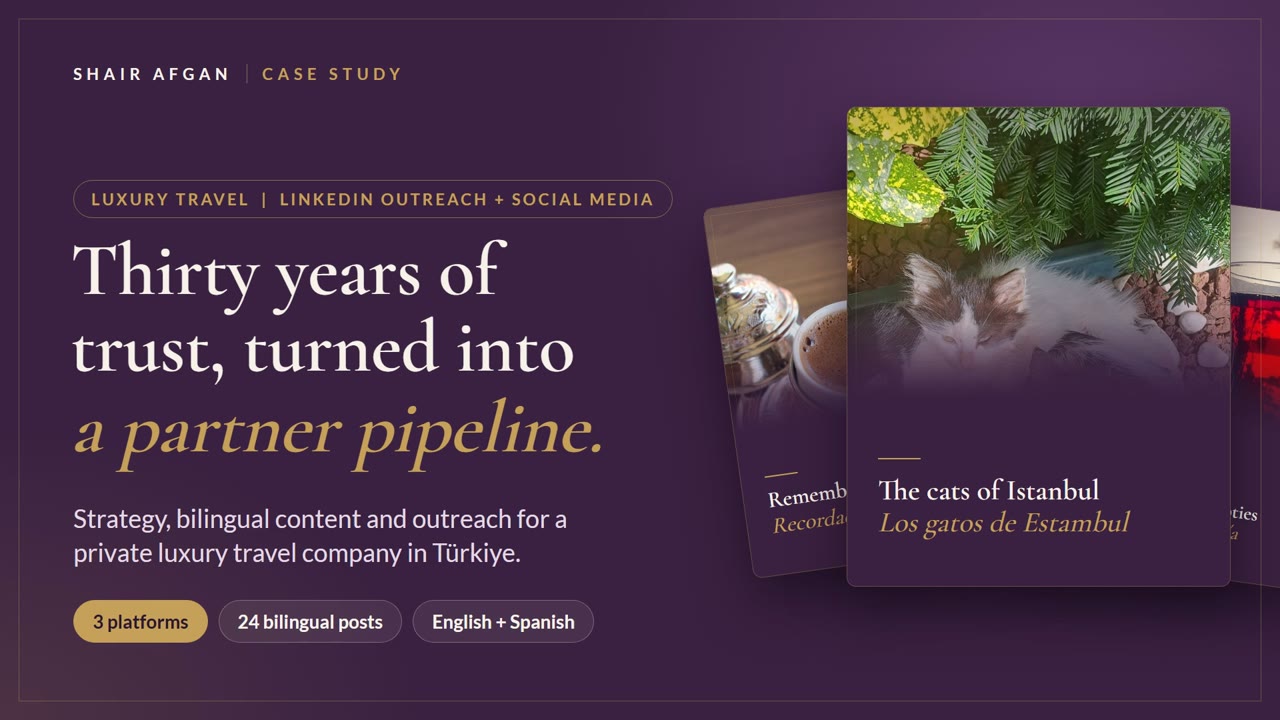 SHAIR AFGAN | CASE STUDY
LUXURY TRAVEL | LINKEDIN OUTREACH + SOCIAL MEDIA
Thirty years of
trust, turned into
a partner pipeline.
Strategy, bilingual content and outreach for a
private luxury travel company in Türkiye.
3 platforms
24 bilingual posts
English + Spanish
The cats of Istanbul
Los gatos de Estambul